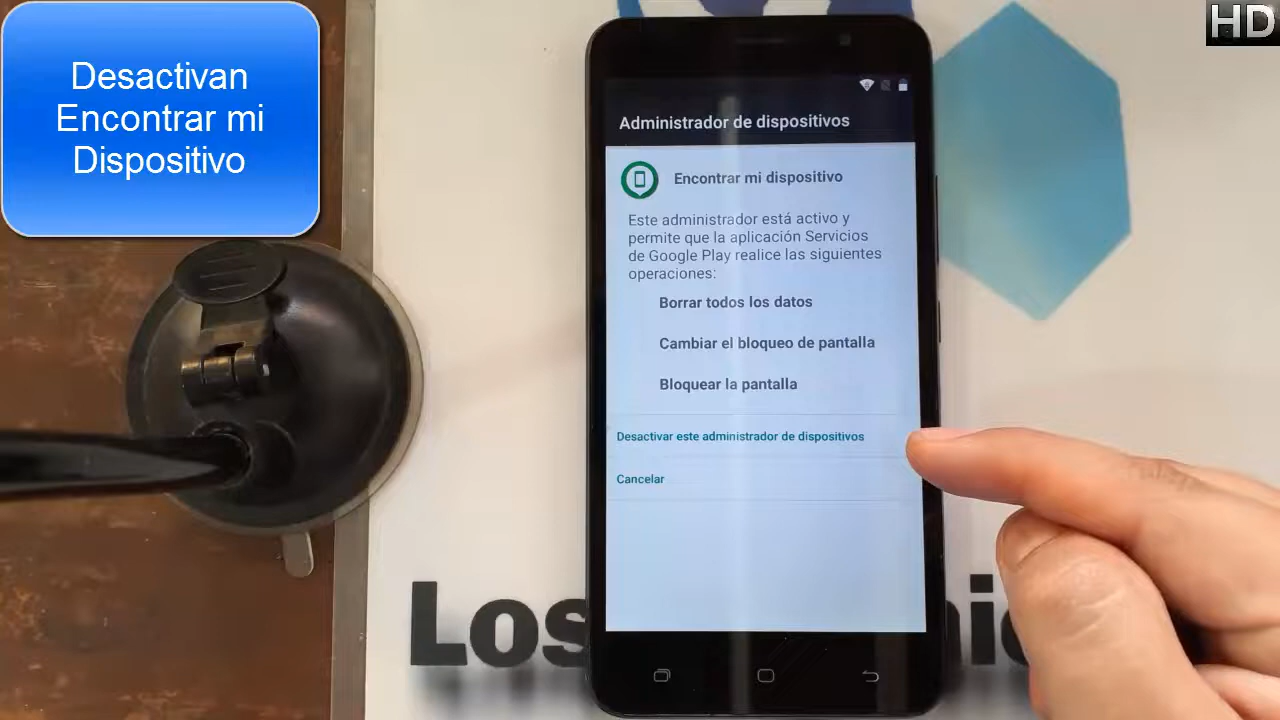 Desactivan
Encontrar mi
Dispositivo
HD
Administrador de dispositivos
Encontrar mi dispositivo
Este administrador está activo y
permite que la aplicación Servicios
de Google Play realice las siguientes
operaciones:
Borrar todos los datos
Cambiar el bloqueo de pantalla
Bloquear la pantalla
Desactivar este administrador de dispositivos
Cancelar
Los